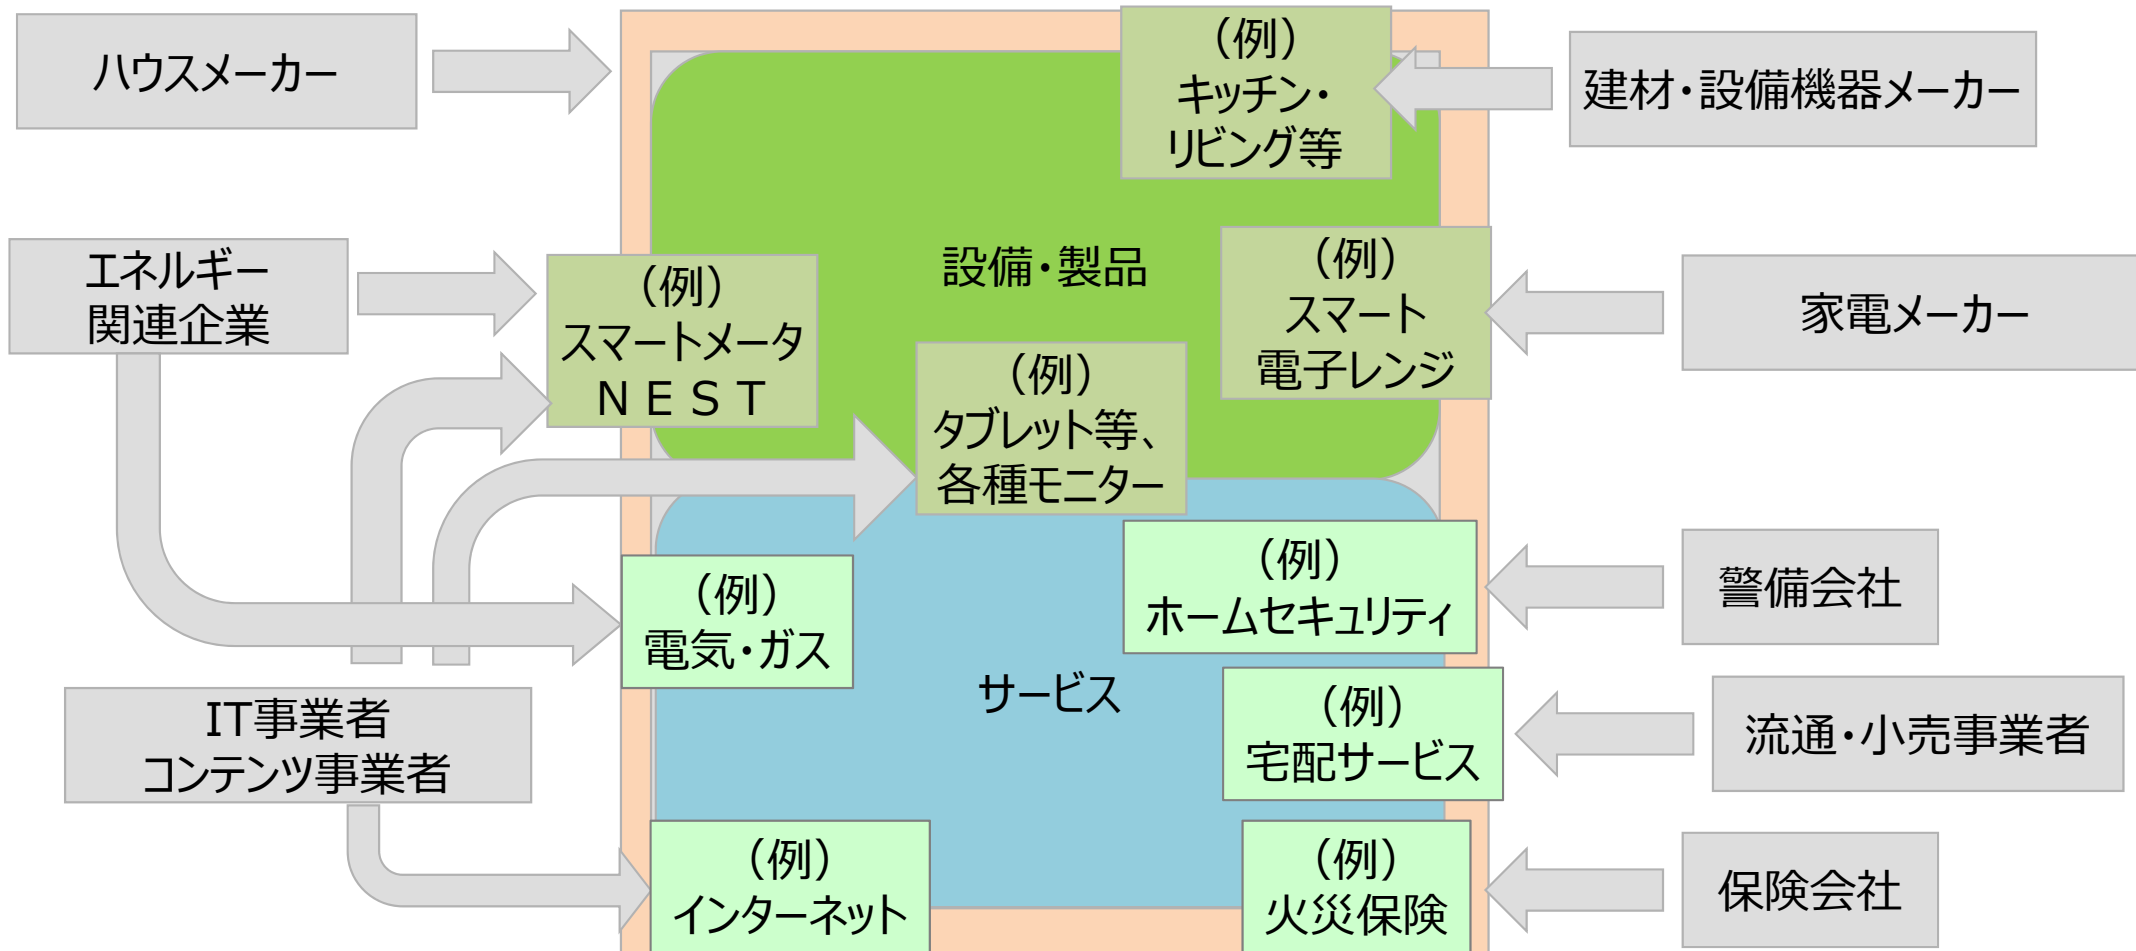 ハウスメーカー
（例）
キッチン・
リビング等
建材・設備機器メーカー
エネルギー
関連企業
（例）
スマートメータ
ＮＥＳＴ
設備・製品
（例）
スマート
電子レンジ
家電メーカー
（例）
タブレット等、
各種モニター
（例）
電気・ガス
（例）
ホームセキュリティ
警備会社
サービス
IT事業者
コンテンツ事業者
（例）
宅配サービス
流通・小売事業者
（例）
インターネット
（例）
火災保険
保険会社